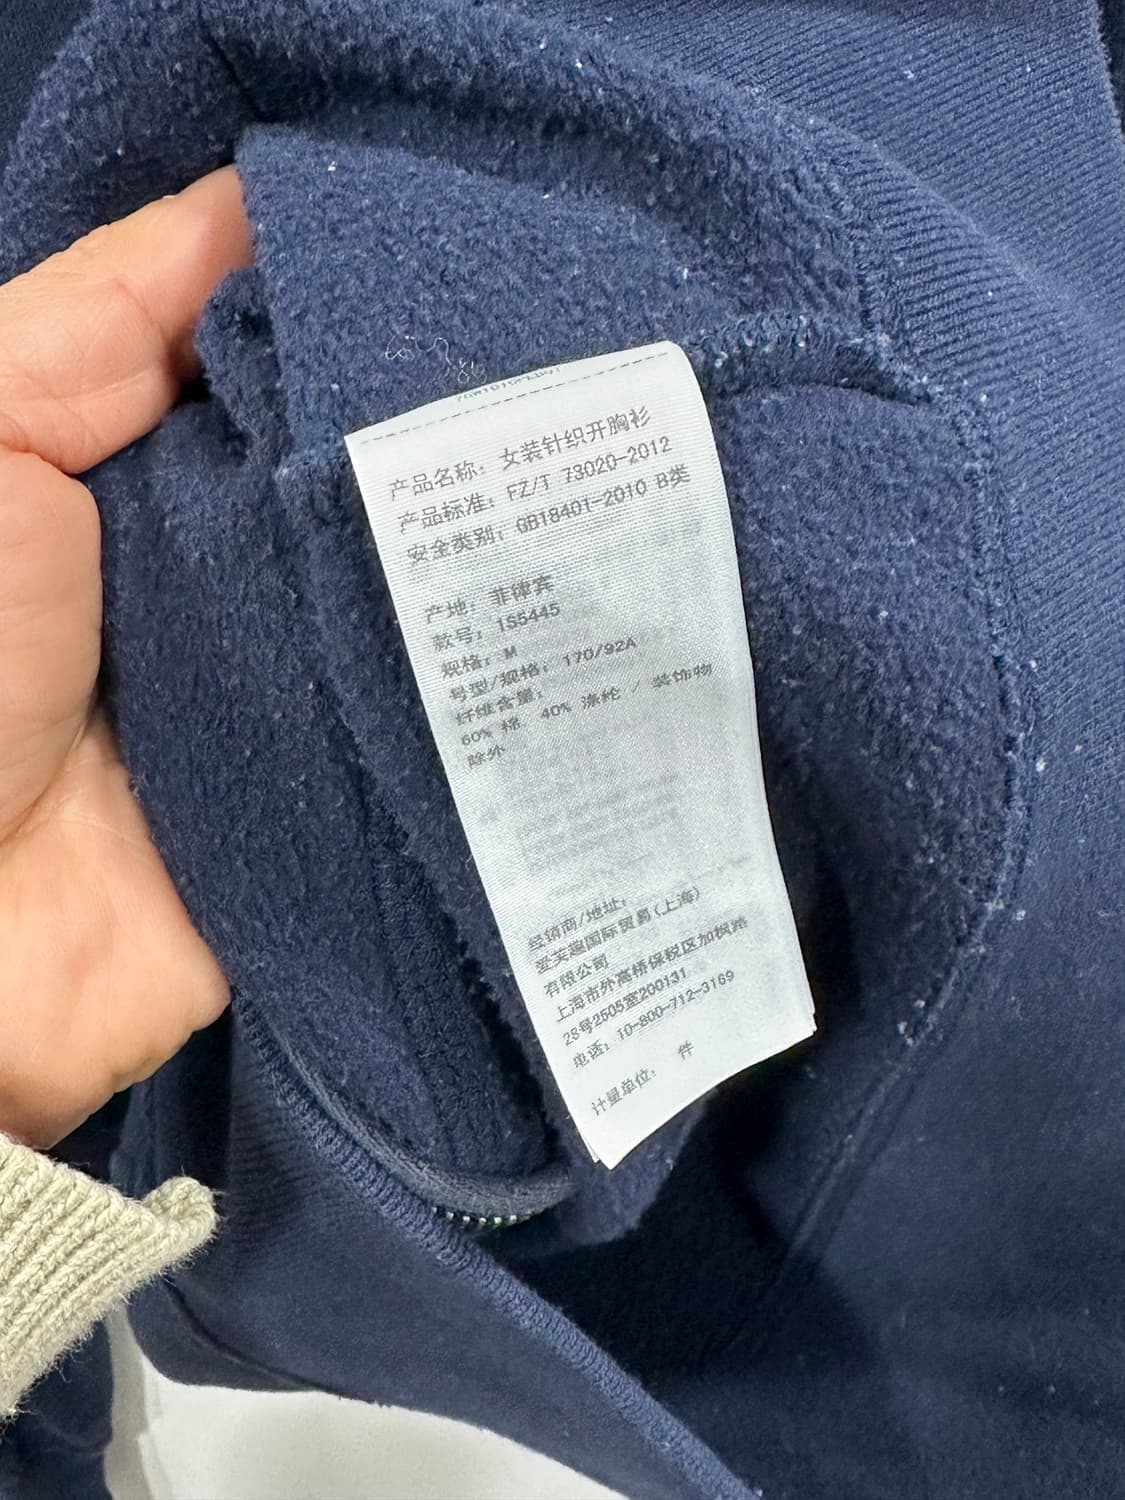 产品名称：女装针织开胸衫
产品标准：FZ/T 73020-2012
安全类别：GB18401-2010 B类
产地：菲律宾
款号：1S5445
规格：M
号型/规格：170/92A
纤维含量：
60% 棉 40% 涤纶 / 装饰物
除外
经销商/地址：
爱芙趣国际贸易(上海)
有限公司
上海市外高桥保税区加枫路
28号2505室200131
电话：10-800-712-3169
计量单位： 件